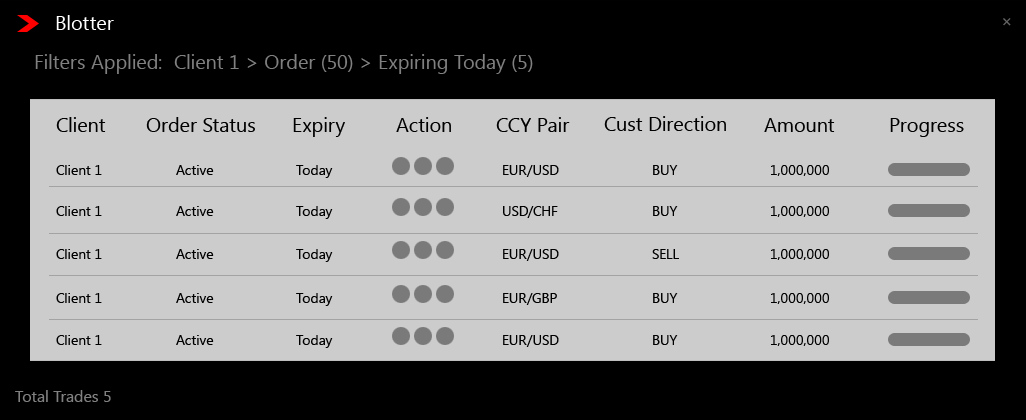 Blotter
×
Filters Applied: Client 1 > Order (50) > Expiring Today (5)
Client Order Status Expiry Action CCY Pair Cust Direction Amount Progress
Client 1 Active Today EUR/USD BUY 1,000,000
Client 1 Active Today USD/CHF BUY 1,000,000
Client 1 Active Today EUR/USD SELL 1,000,000
Client 1 Active Today EUR/GBP BUY 1,000,000
Client 1 Active Today EUR/USD BUY 1,000,000
Total Trades 5